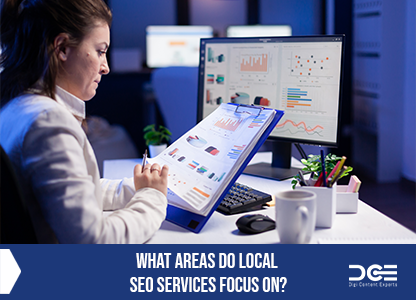 WHAT AREAS DO LOCAL
SEO SERVICES FOCUS ON?
DCE
Digi Content Experts